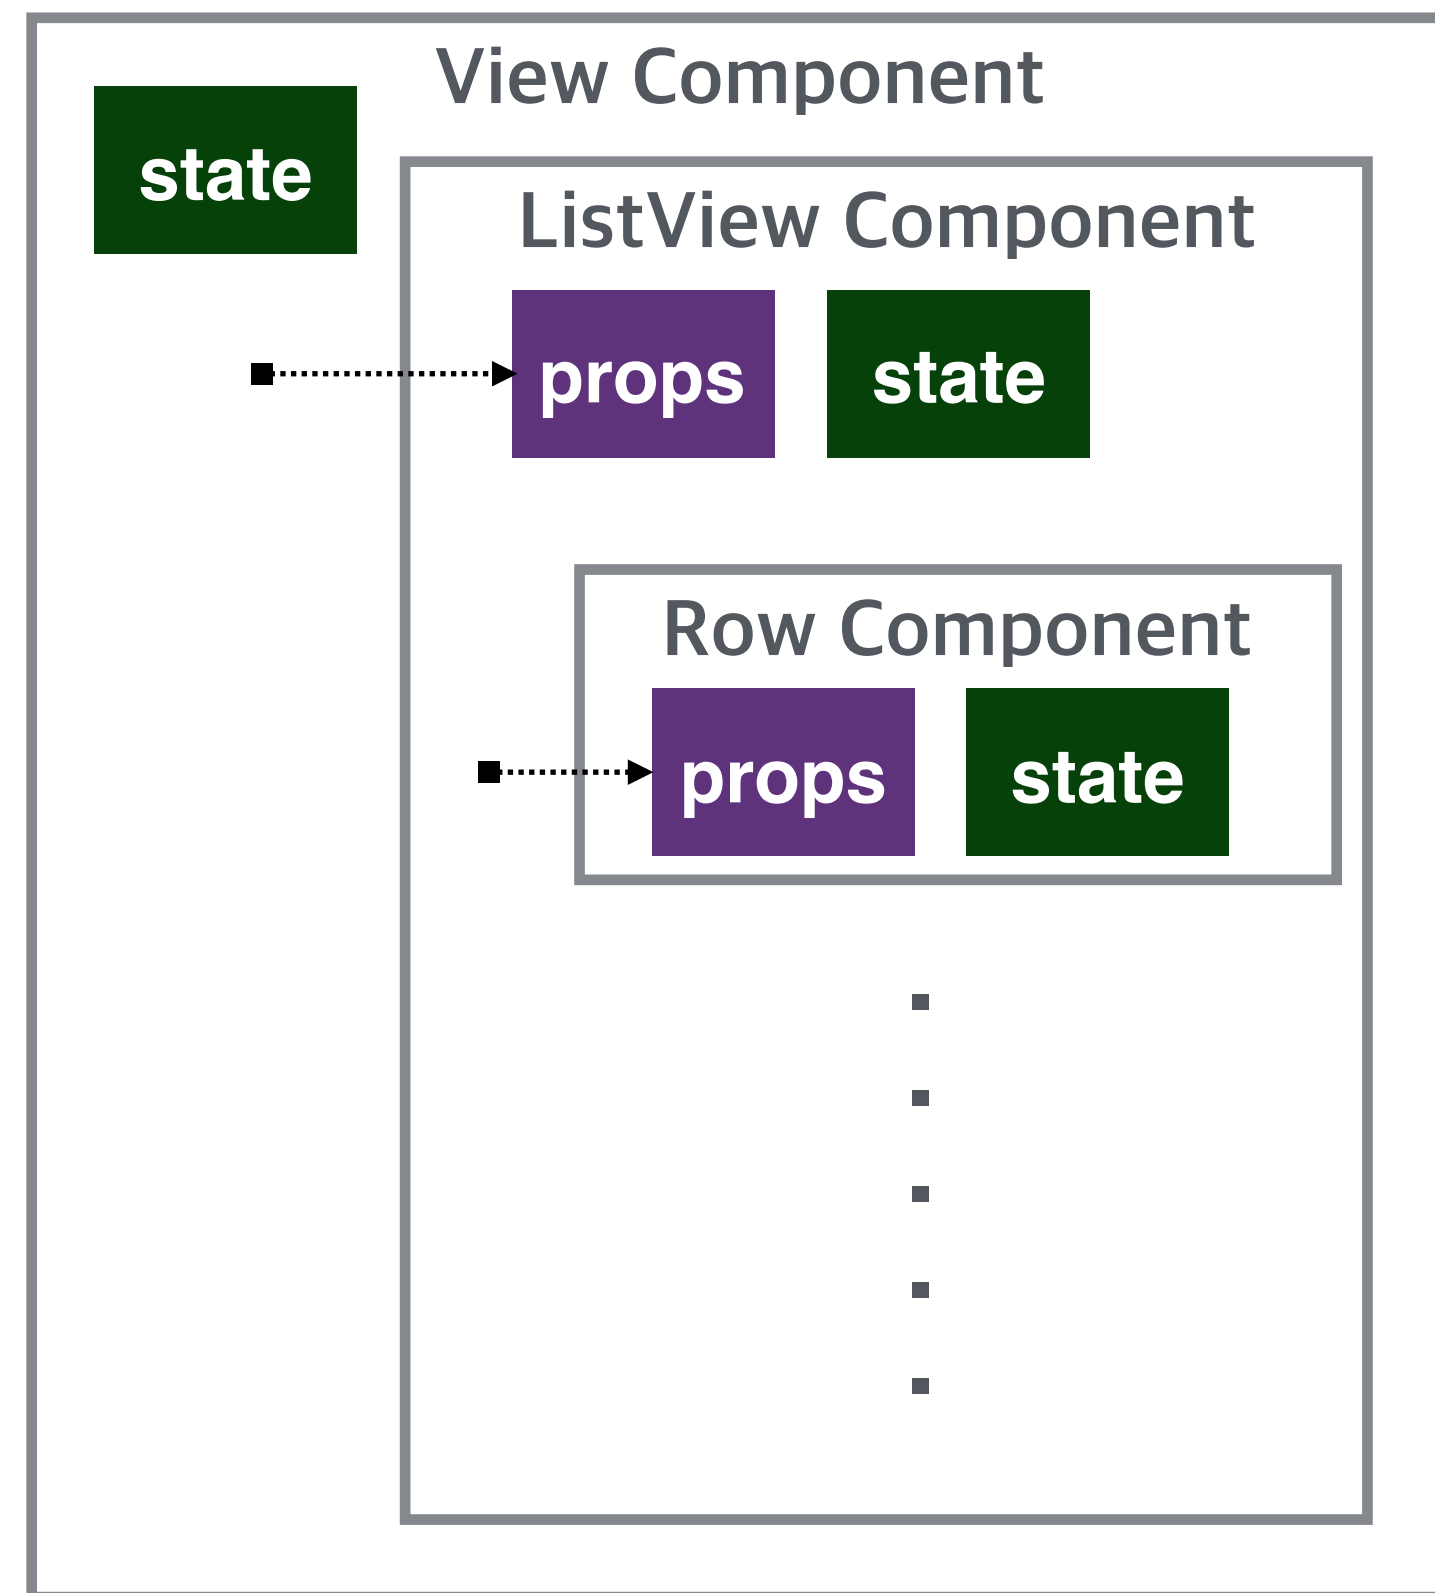 View Component
state
ListView Component
props
state
Row Component
props
state